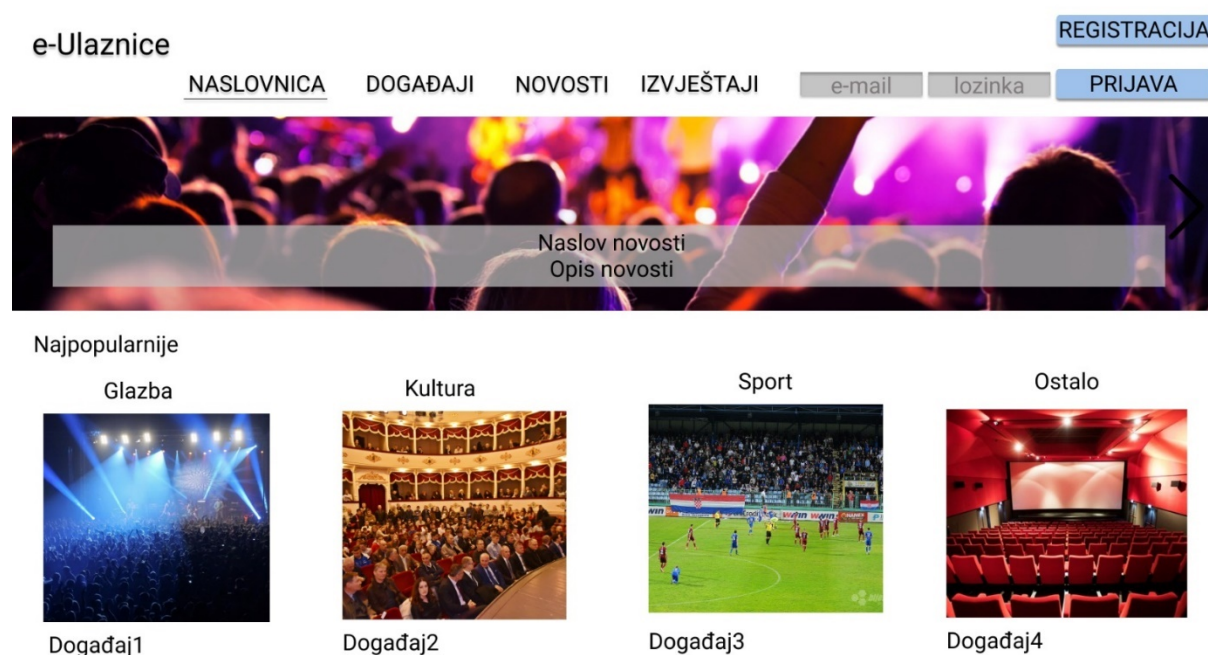 REGISTRACIJA
e-Ulaznice
NASLOVNICA DOGAĐAJI NOVOSTI IZVJEŠTAJI e-mail lozinka PRIJAVA
Naslov novosti
Opis novosti
Najpopularnije
Glazba Kultura Sport Ostalo
Događaj1 Događaj2 Događaj3 Događaj4